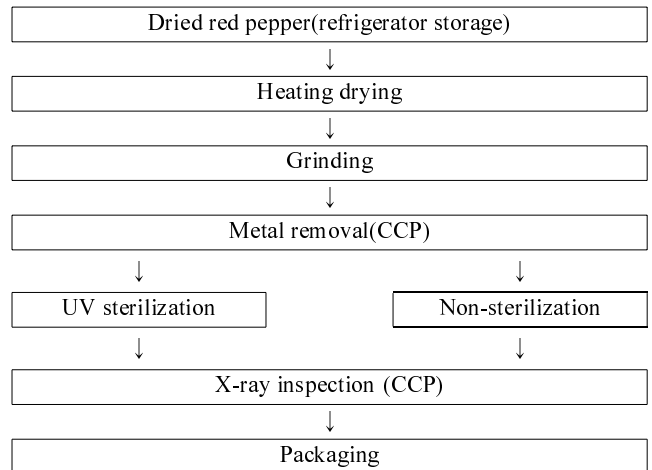 Dried red pepper(refrigerator storage)
Heating drying
Grinding
Metal removal(CCP)
UV sterilization
Non-sterilization
X-ray inspection (CCP)
Packaging